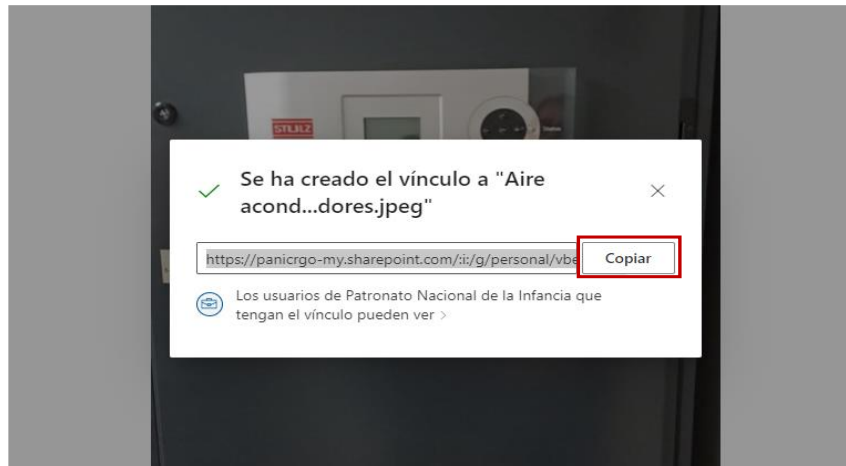 STULZ
Se ha creado el vínculo a "Aire
acond...dores.jpeg"
https://panicrgo-my.sharepoint.com/:i:/g/personal/vbe
Copiar
Los usuarios de Patronato Nacional de la Infancia que
tengan el vínculo pueden ver >